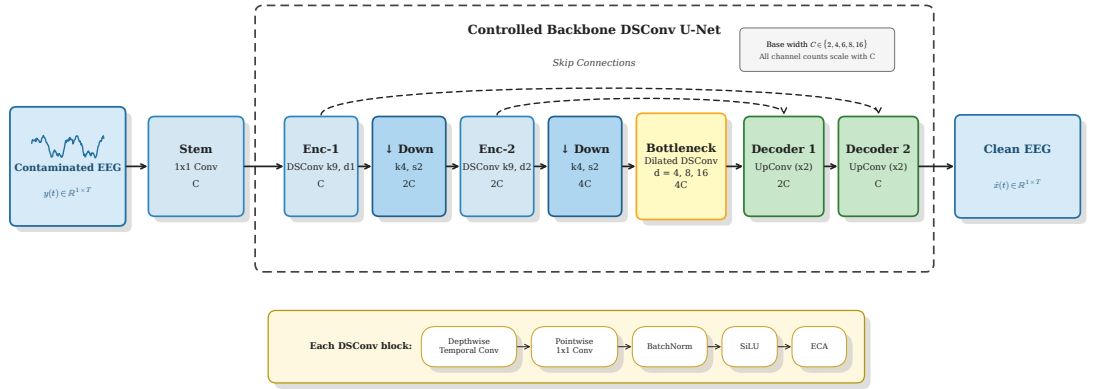 Controlled Backbone DSConv U-Net
Base width C ∈ {2, 4, 6, 8, 16}
All channel counts scale with C
Skip Connections
Contaminated EEG
y(t) ∈ ℝ^{1×T}
Stem
1x1 Conv
C
Enc-1
DSConv k9, d1
C
↓ Down
k4, s2
2C
Enc-2
DSConv k9, d2
2C
↓ Down
k4, s2
4C
Bottleneck
Dilated DSConv
d = 4, 8, 16
4C
Decoder 1
UpConv (x2)
2C
Decoder 2
UpConv (x2)
C
Clean EEG
x̂(t) ∈ ℝ^{1×T}
Each DSConv block:
Depthwise
Temporal Conv
Pointwise
1x1 Conv
BatchNorm
SiLU
ECA